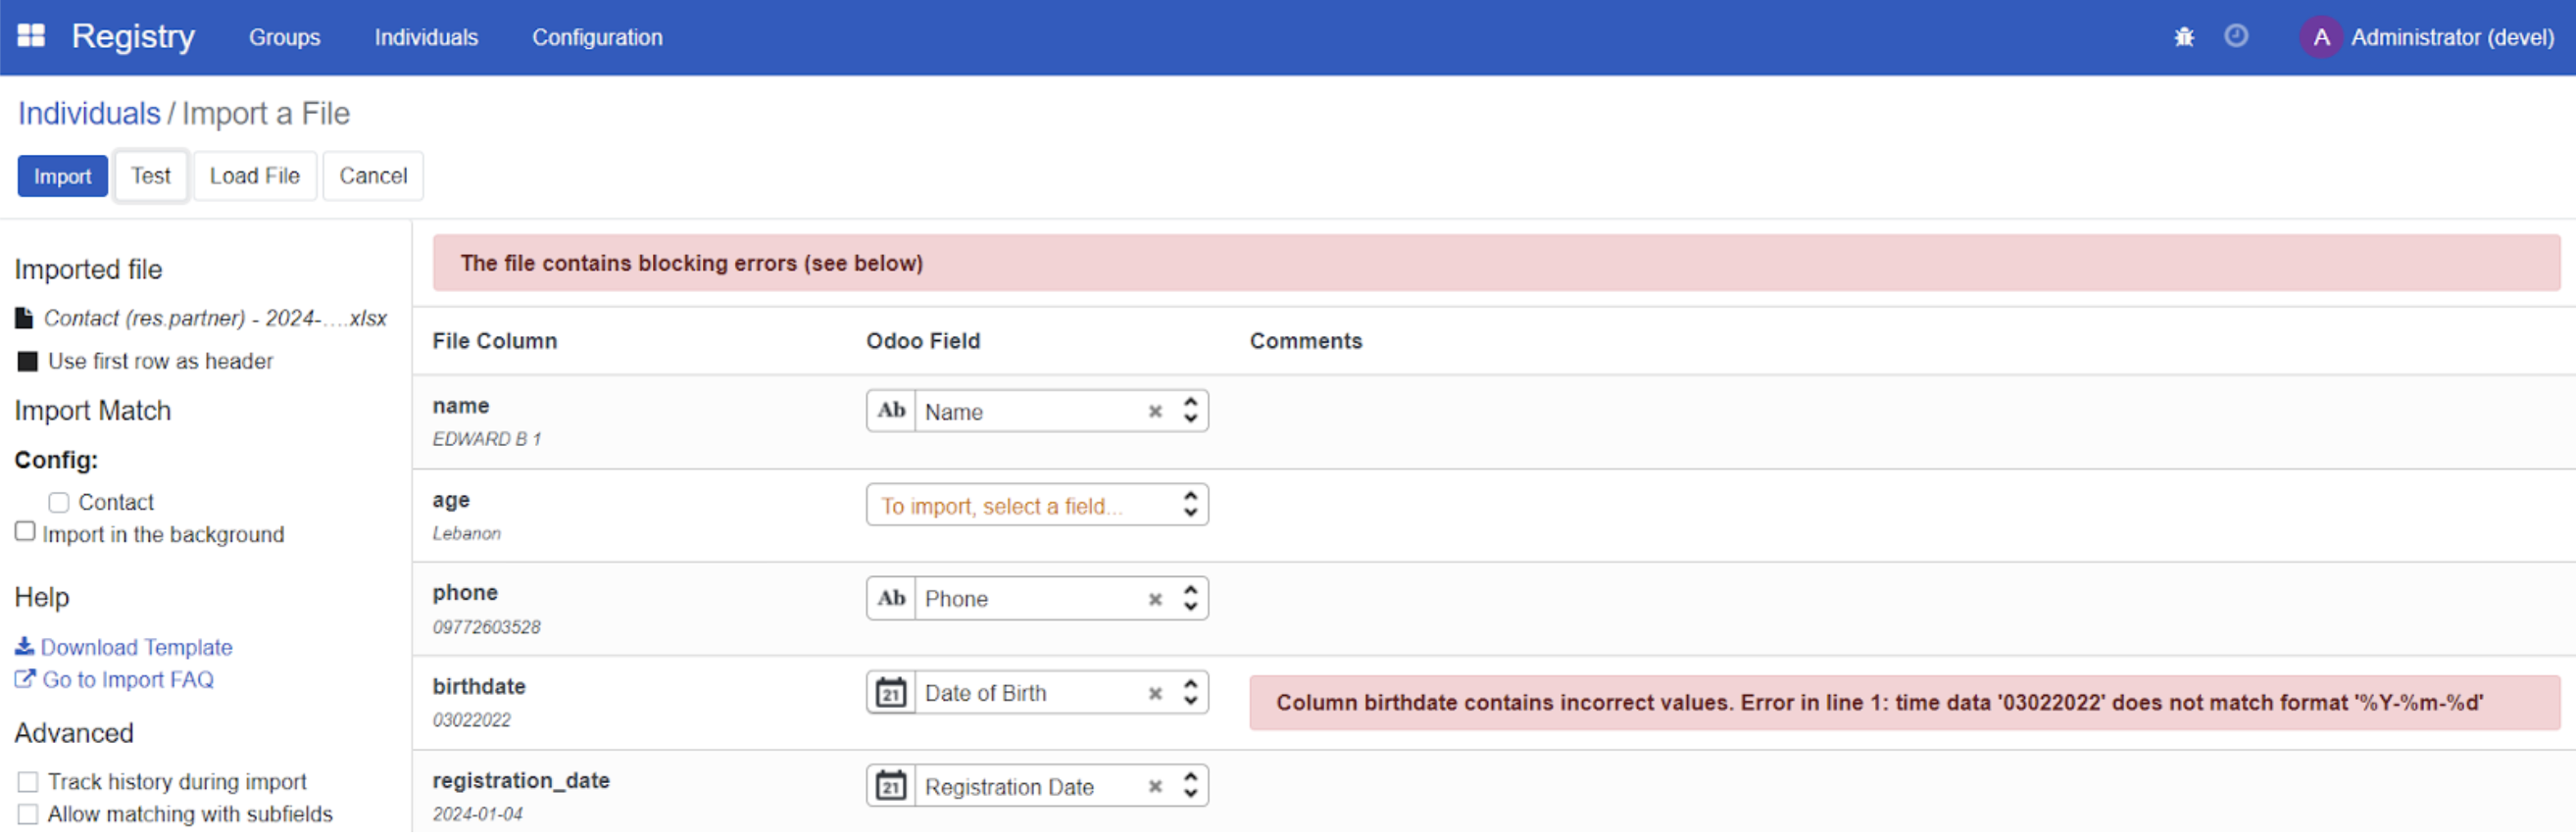 Registry Groups Individuals Configuration A Administrator (devel)
Individuals / Import a File
Import Test Load File Cancel
The file contains blocking errors (see below)
Imported file
Contact (res.partner) - 2024-....xlsx
Use first row as header
Import Match
Config:
Contact
Import in the background
Help
Download Template
Go to Import FAQ
Advanced
Track history during import
Allow matching with subfields
File Column Odoo Field Comments
name
EDWARD B 1
Ab Name
age
Lebanon
To import, select a field...
phone
09772603528
Ab Phone
birthdate
03022022
21 Date of Birth
Column birthdate contains incorrect values. Error in line 1: time data '03022022' does not match format '%Y-%m-%d'
registration_date
2024-01-04
21 Registration Date